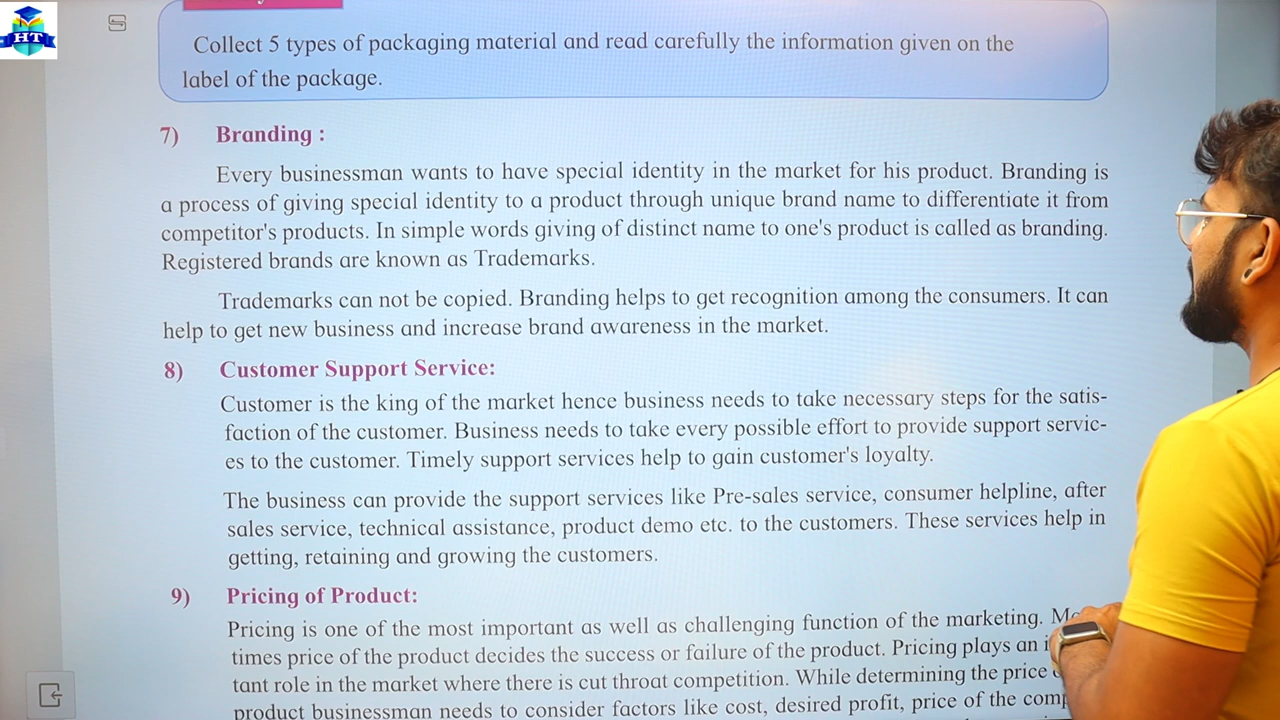 HT
Collect 5 types of packaging material and read carefully the information given on the
label of the package.
7) Branding :
Every businessman wants to have special identity in the market for his product. Branding is
a process of giving special identity to a product through unique brand name to differentiate it from
competitor's products. In simple words giving of distinct name to one's product is called as branding.
Registered brands are known as Trademarks.
Trademarks can not be copied. Branding helps to get recognition among the consumers. It can
help to get new business and increase brand awareness in the market.
8) Customer Support Service:
Customer is the king of the market hence business needs to take necessary steps for the satis-
faction of the customer. Business needs to take every possible effort to provide support servic-
es to the customer. Timely support services help to gain customer's loyalty.
The business can provide the support services like Pre-sales service, consumer helpline, after
sales service, technical assistance, product demo etc. to the customers. These services help in
getting, retaining and growing the customers.
9) Pricing of Product:
Pricing is one of the most important as well as challenging function of the marketing.
times price of the product decides the success or failure of the product. Pricing plays an
tant role in the market where there is cut throat competition. While determining the price
product businessman needs to consider factors like cost, desired profit, price of the